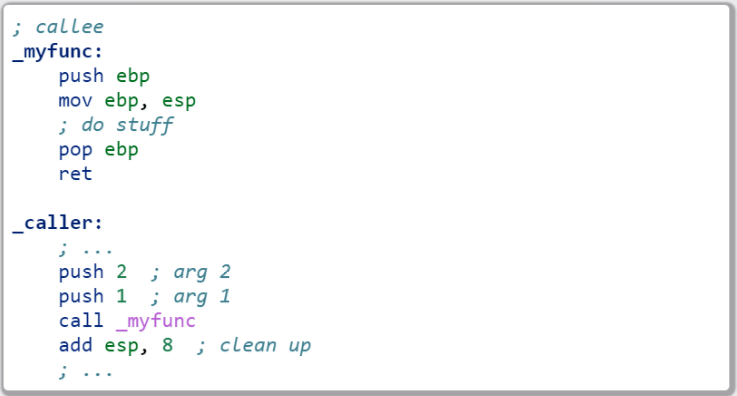 ; callee
_myfunc:
    push ebp
    mov ebp, esp
    ; do stuff
    pop ebp
    ret

_caller:
    ; ...
    push 2  ; arg 2
    push 1  ; arg 1
    call _myfunc
    add esp, 8  ; clean up
    ; ...